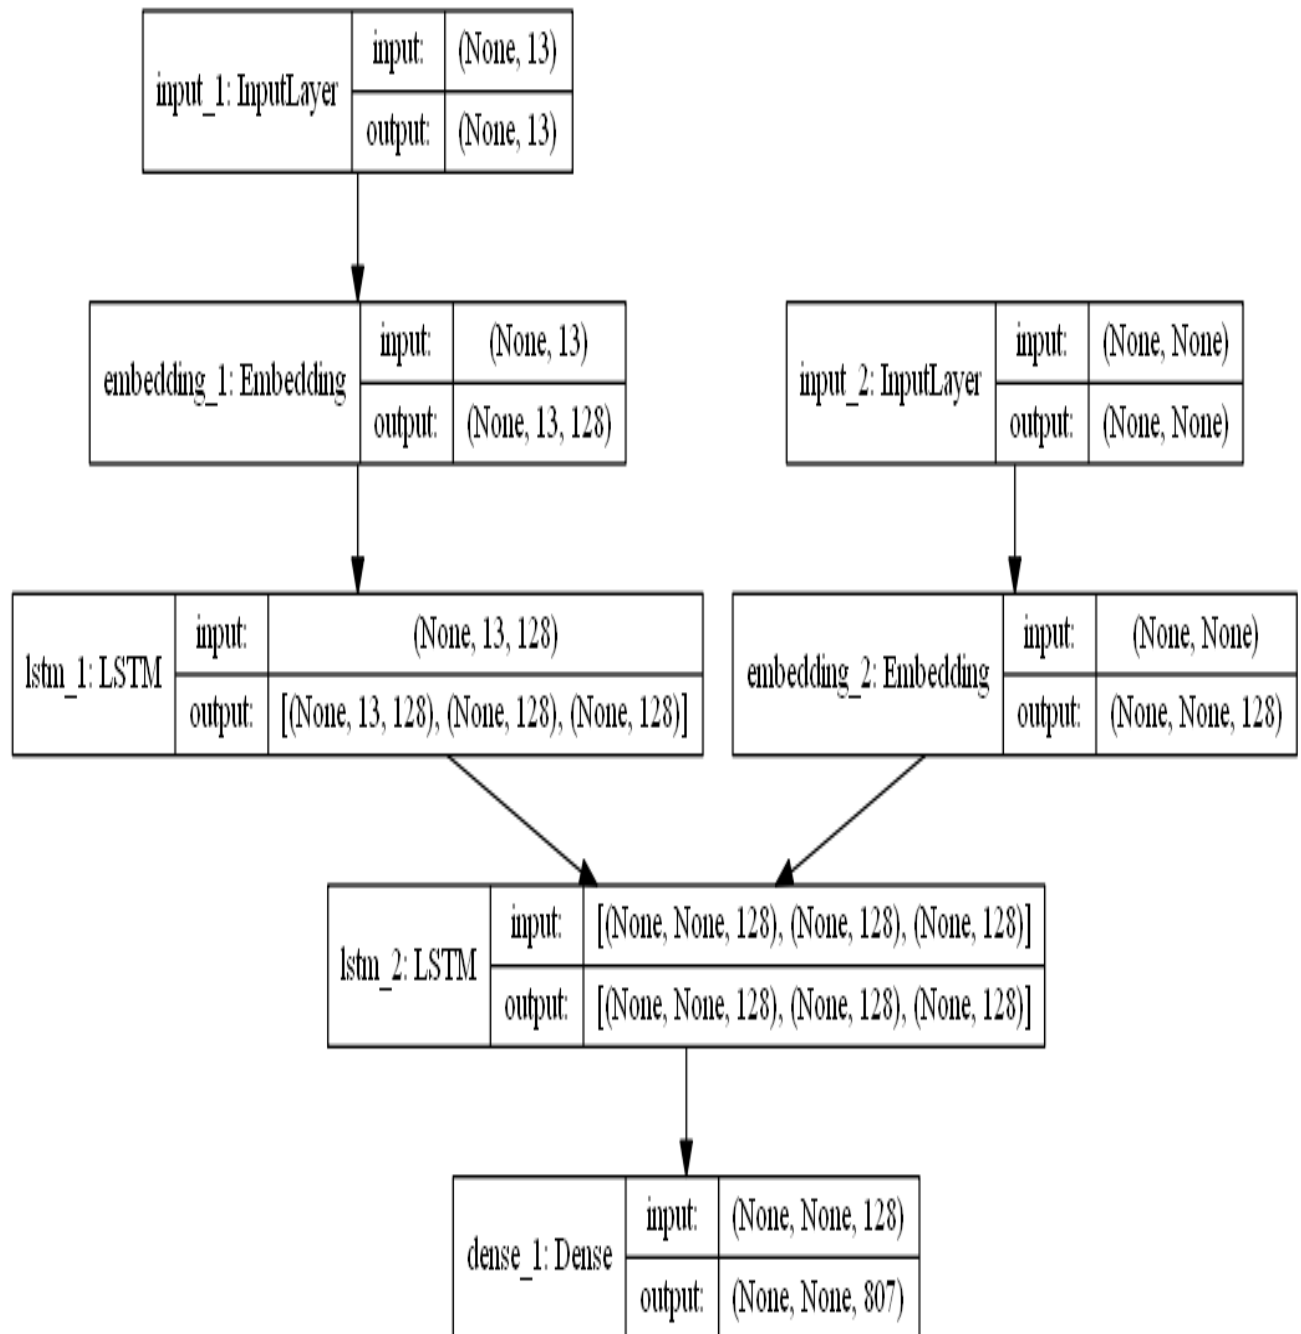 input_1: InputLayer
input: (None, 13)
output: (None, 13)
embedding_1: Embedding
input: (None, 13)
output: (None, 13, 128)
input_2: InputLayer
input: (None, None)
output: (None, None)
lstm_1: LSTM
input: (None, 13, 128)
output: [(None, 13, 128), (None, 128), (None, 128)]
embedding_2: Embedding
input: (None, None)
output: (None, None, 128)
lstm_2: LSTM
input: [(None, None, 128), (None, 128), (None, 128)]
output: [(None, None, 128), (None, 128), (None, 128)]
dense_1: Dense
input: (None, None, 128)
output: (None, None, 807)